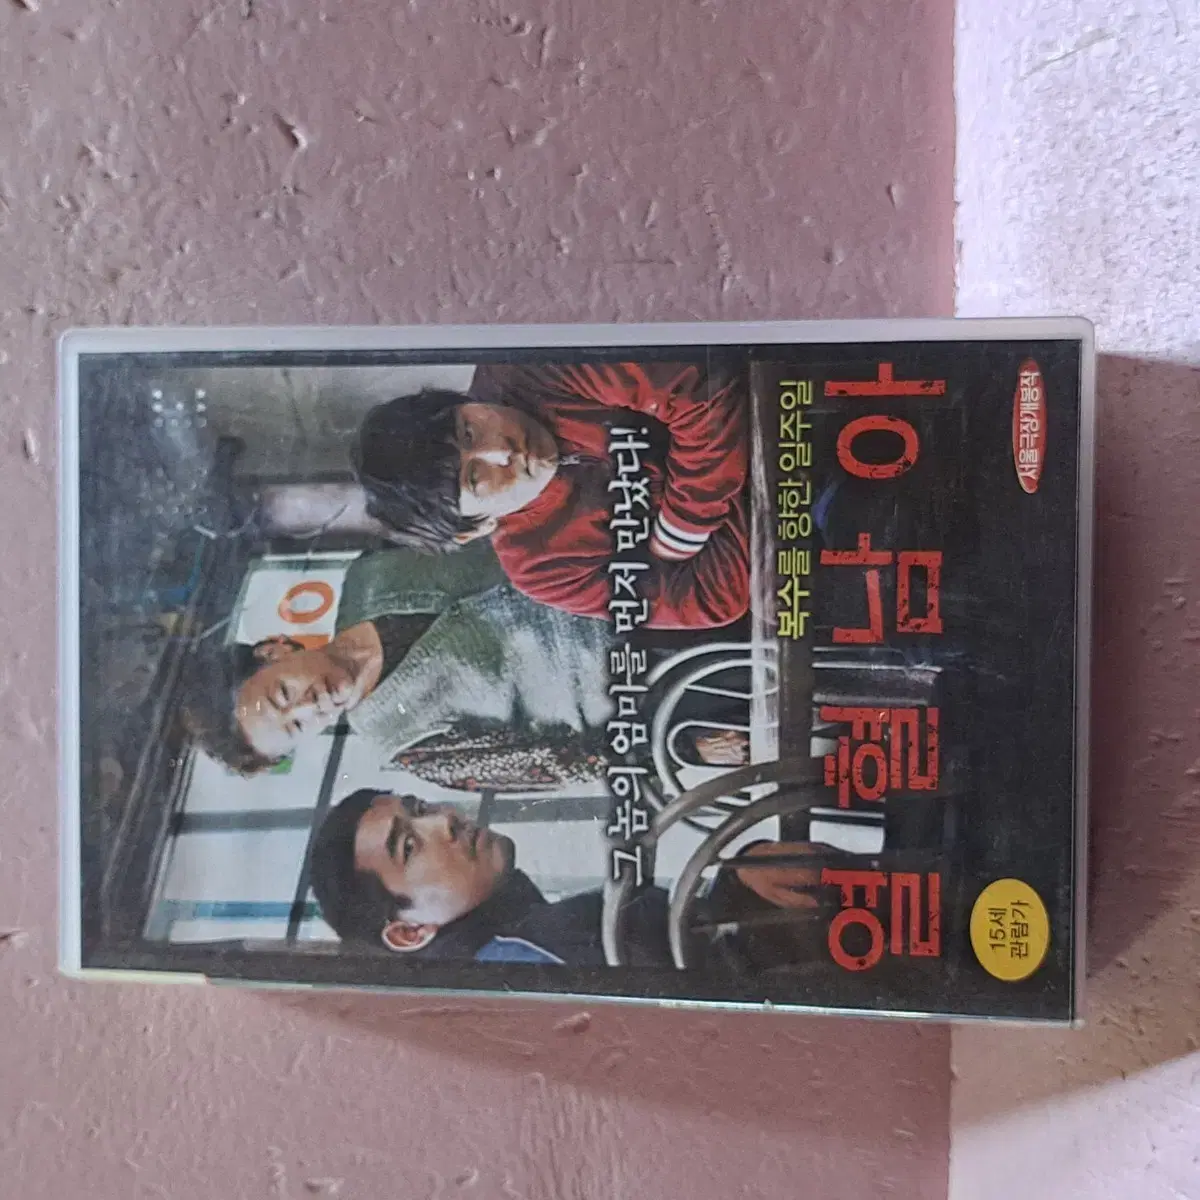 그 놈의 엄마를 먼저 만났다!
복수를 향한 일주일
열혈남아
15세
관람가
서울극장개봉작